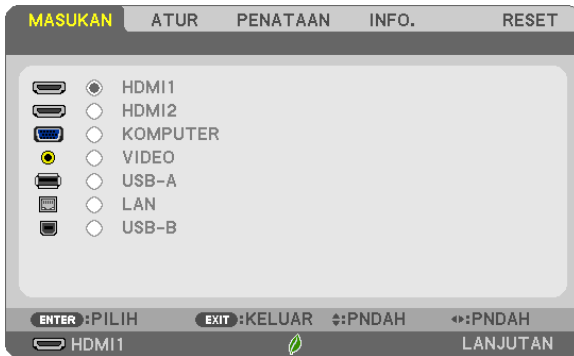 MASUKAN ATUR PENATAAN INFO. RESET
HDMI1
HDMI2
KOMPUTER
VIDEO
USB-A
LAN
USB-B
ENTER :PILIH EXIT :KELUAR :PNDAH :PNDAH
HDMI1 LANJUTAN